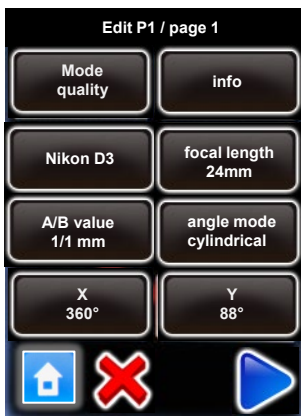 Edit P1 / page 1
Mode
quality
info
Nikon D3
focal length
24mm
A/B value
1/1 mm
angle mode
cylindrical
X
360°
Y
88°